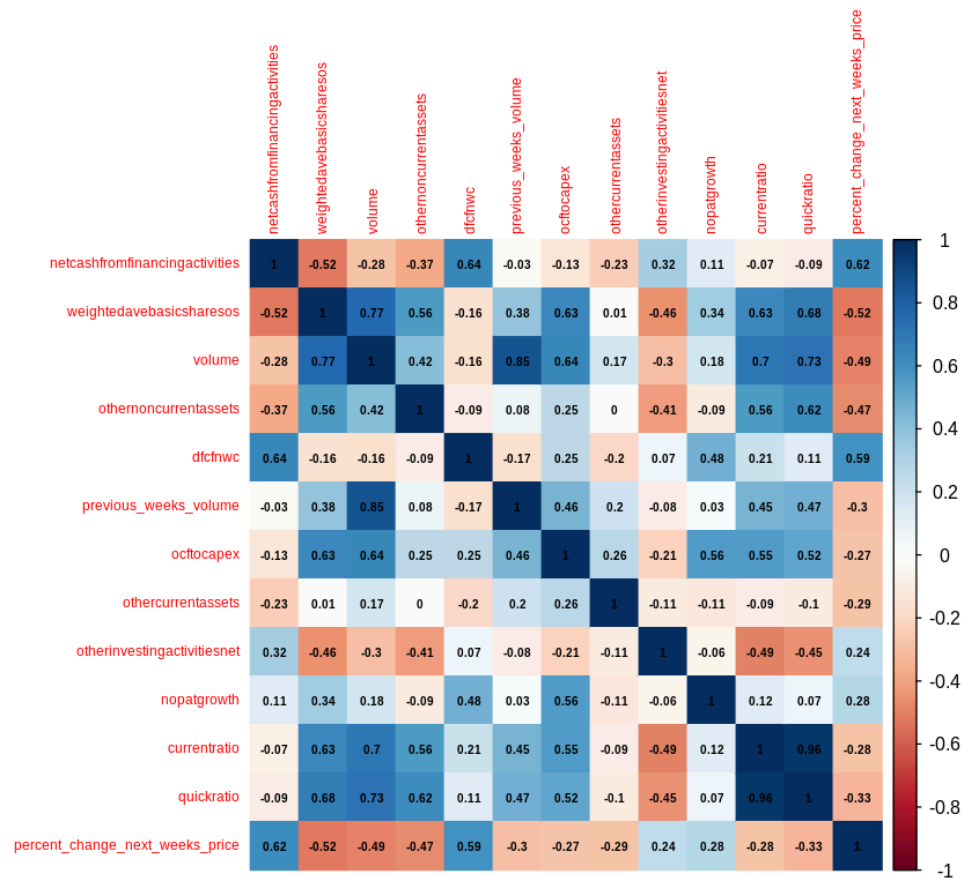 netcashfromfinancingactivities
weightedavebasicsharesos
volume
othernoncurrentassets
dfcfnwc
previous_weeks_volume
ocftocapex
othercurrentassets
otherinvestingactivitiesnet
nopatgrowth
currentratio
quickratio
percent_change_next_weeks_price
netcashfromfinancingactivities 1 -0.52 -0.28 -0.37 0.64 -0.03 -0.13 -0.23 0.32 0.11 -0.07 -0.09 0.62
weightedavebasicsharesos -0.52 1 0.77 0.56 -0.16 0.38 0.63 0.01 -0.46 0.34 0.63 0.68 -0.52
volume -0.28 0.77 1 0.42 -0.16 0.85 0.64 0.17 -0.3 0.18 0.7 0.73 -0.49
othernoncurrentassets -0.37 0.56 0.42 1 -0.09 0.08 0.25 0 -0.41 -0.09 0.56 0.62 -0.47
dfcfnwc 0.64 -0.16 -0.16 -0.09 1 -0.17 0.25 -0.2 0.07 0.48 0.21 0.11 0.59
previous_weeks_volume -0.03 0.38 0.85 0.08 -0.17 1 0.46 0.2 -0.08 0.03 0.45 0.47 -0.3
ocftocapex -0.13 0.63 0.64 0.25 0.25 0.46 1 0.26 -0.21 0.56 0.55 0.52 -0.27
othercurrentassets -0.23 0.01 0.17 0 -0.2 0.2 0.26 1 -0.11 -0.11 -0.09 -0.1 -0.29
otherinvestingactivitiesnet 0.32 -0.46 -0.3 -0.41 0.07 -0.08 -0.21 -0.11 1 -0.06 -0.49 -0.45 0.24
nopatgrowth 0.11 0.34 0.18 -0.09 0.48 0.03 0.56 -0.11 -0.06 1 0.12 0.07 0.28
currentratio -0.07 0.63 0.7 0.56 0.21 0.45 0.55 -0.09 -0.49 0.12 1 0.96 -0.28
quickratio -0.09 0.68 0.73 0.62 0.11 0.47 0.52 -0.1 -0.45 0.07 0.96 1 -0.33
percent_change_next_weeks_price 0.62 -0.52 -0.49 -0.47 0.59 -0.3 -0.27 -0.29 0.24 0.28 -0.28 -0.33 1
1
0.8
0.6
0.4
0.2
0
-0.2
-0.4
-0.6
-0.8
-1